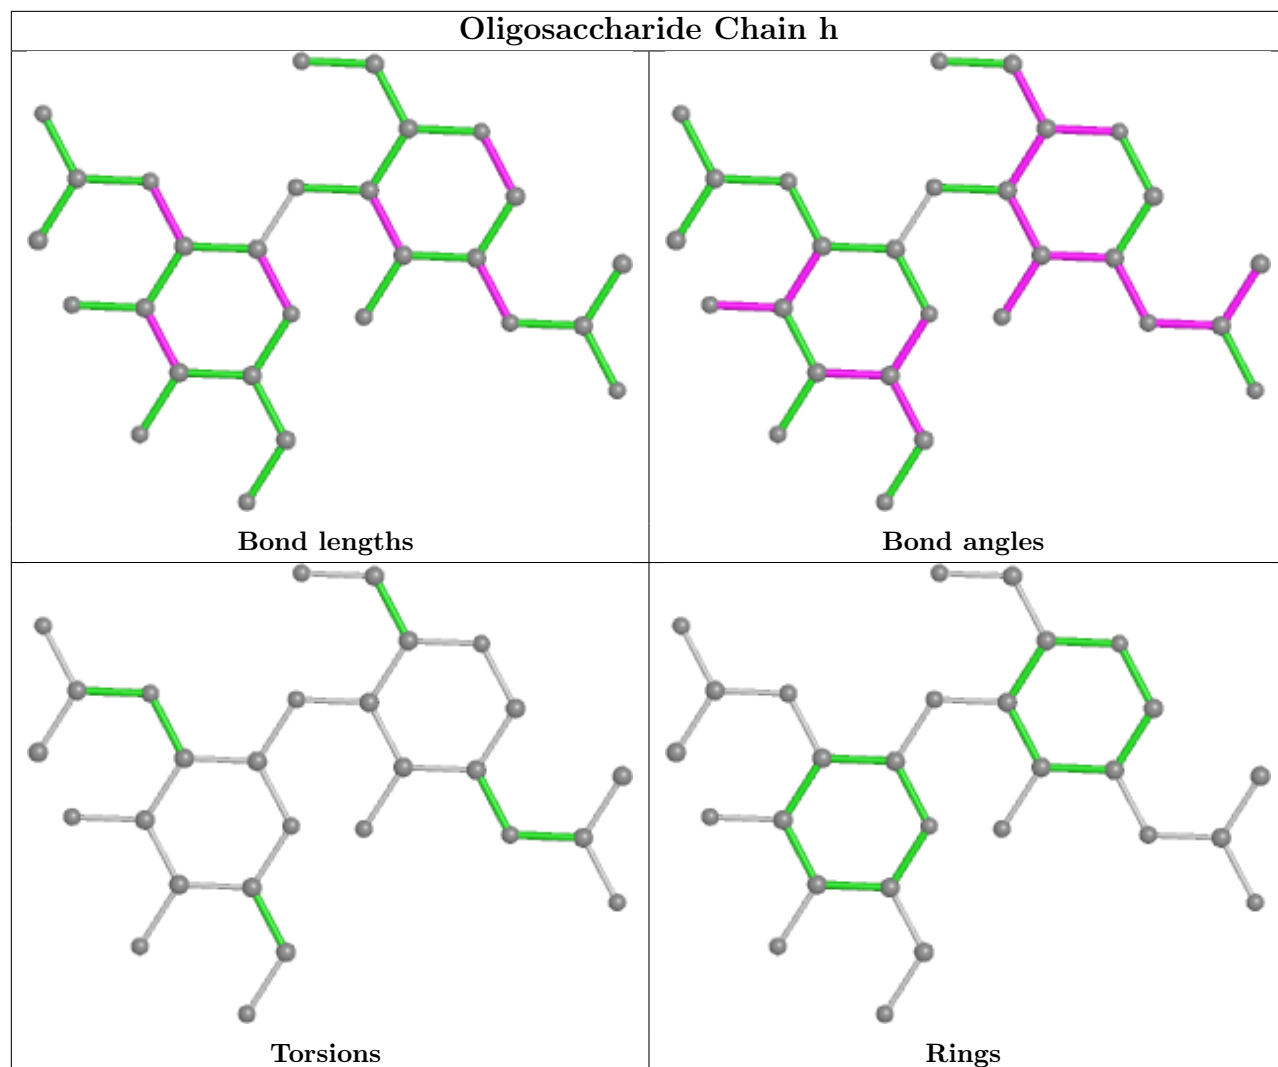 Oligosaccharide Chain h
Bond lengths
Bond angles
Torsions
Rings